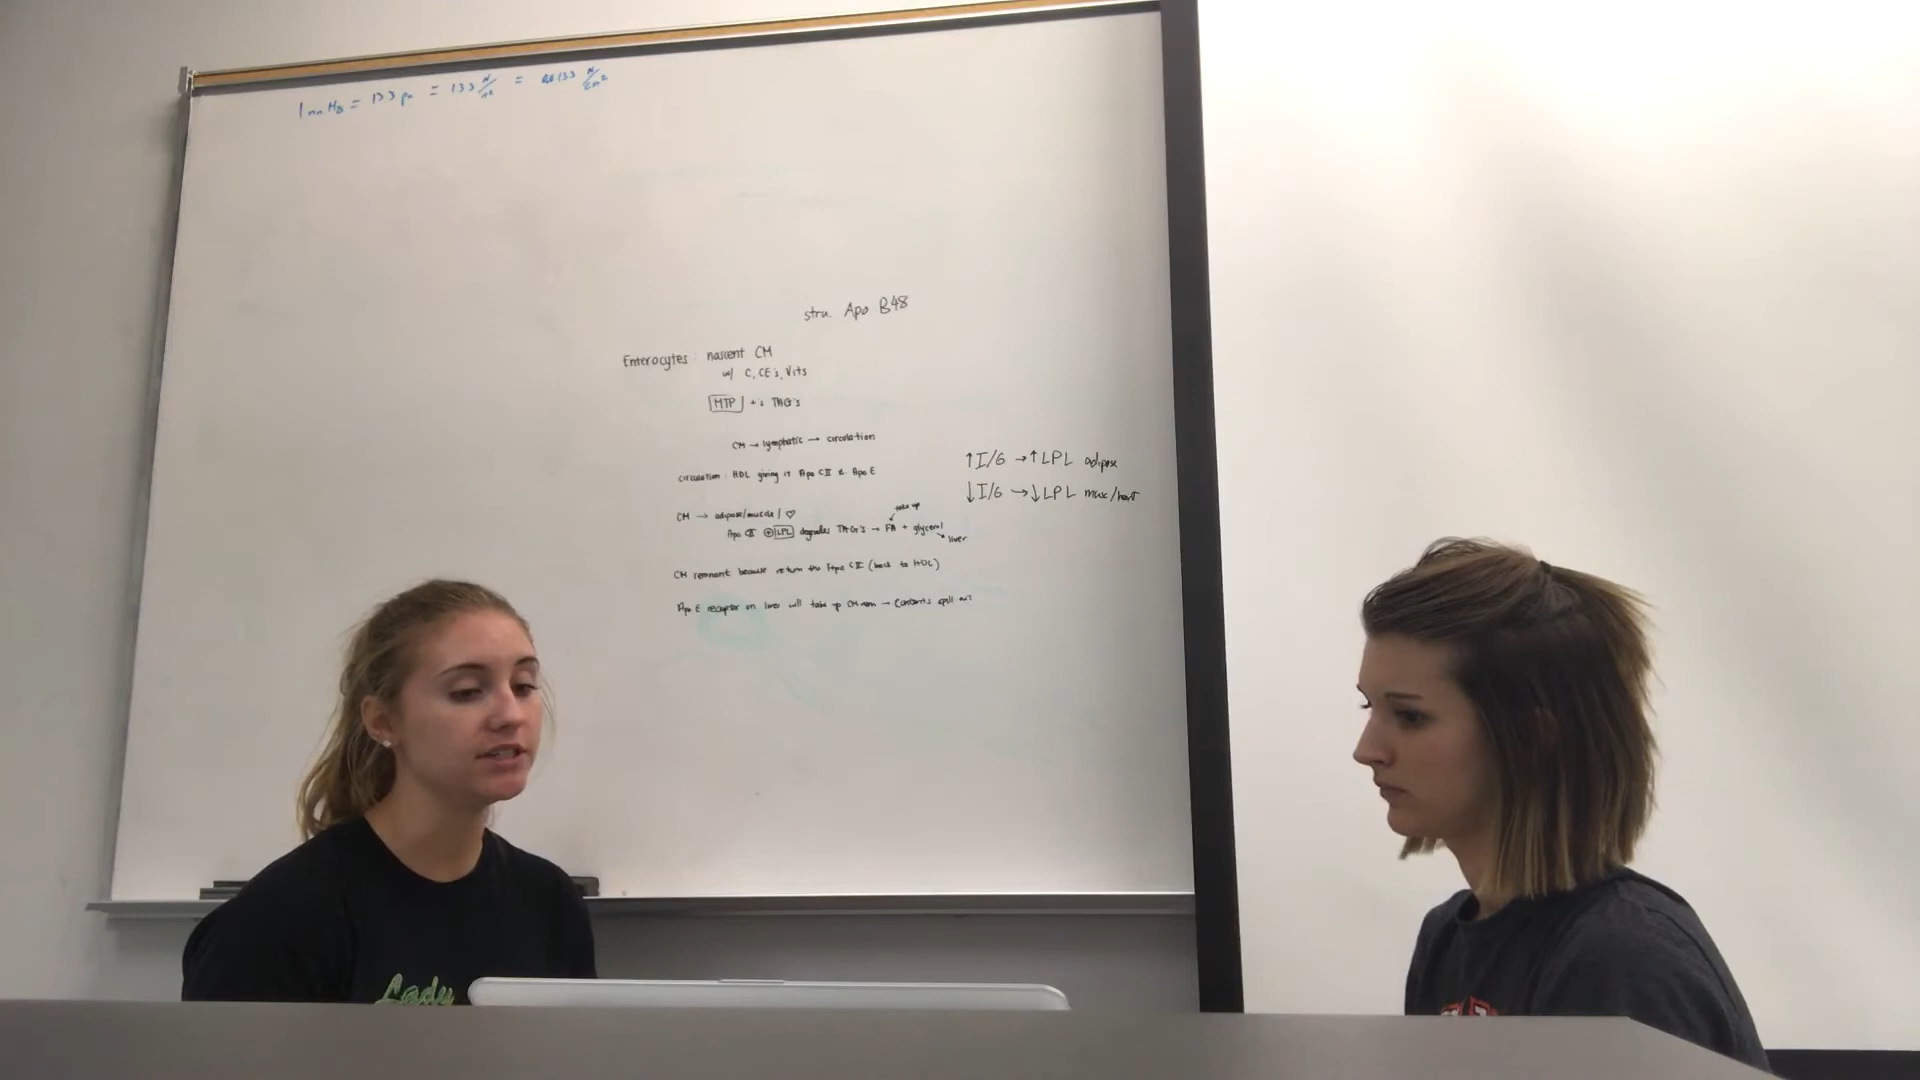 1 mm Hg = 133 pa = 133 N/m² = 0.0133 N/cm²
stru Apo B48
Enterocytes: nascent CM
w/ C, CE's, Vits
MTP +'s TAG's
CM → lymphatic → circulation
circulation: HDL giving it Apo CII & Apo E
↑I/G → ↑LPL adipose
↓I/G → ↓LPL musc/heart
CM → adipose/muscle/♡
take up
Apo CII ⊕ LPL degrades TAG's → FA + glycerol
liver
CM remnant because return the Apo CII (back to HDL)
Apo E receptor on liver will take up CM rem → Contents spill out
Lady